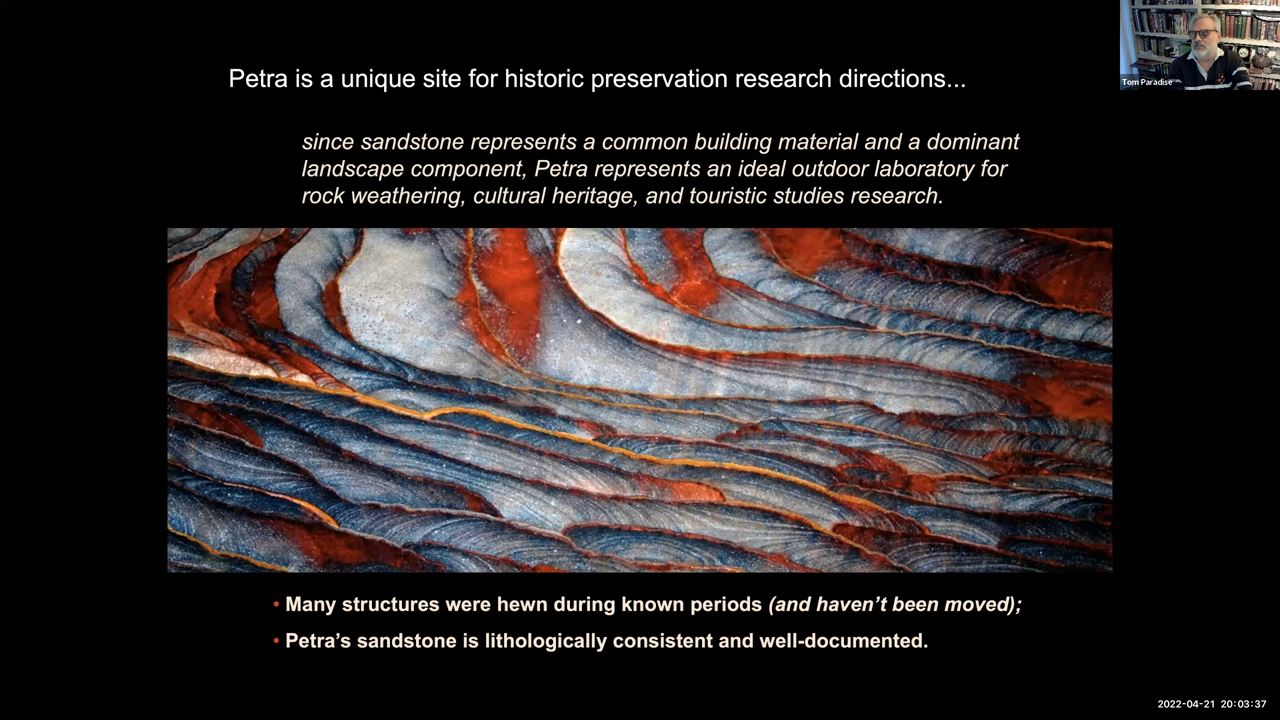 Petra is a unique site for historic preservation research directions...
since sandstone represents a common building material and a dominant
landscape component, Petra represents an ideal outdoor laboratory for
rock weathering, cultural heritage, and touristic studies research.
• Many structures were hewn during known periods (and haven’t been moved);
• Petra’s sandstone is lithologically consistent and well-documented.
Tom Paradise
2022-04-21 20:03:37